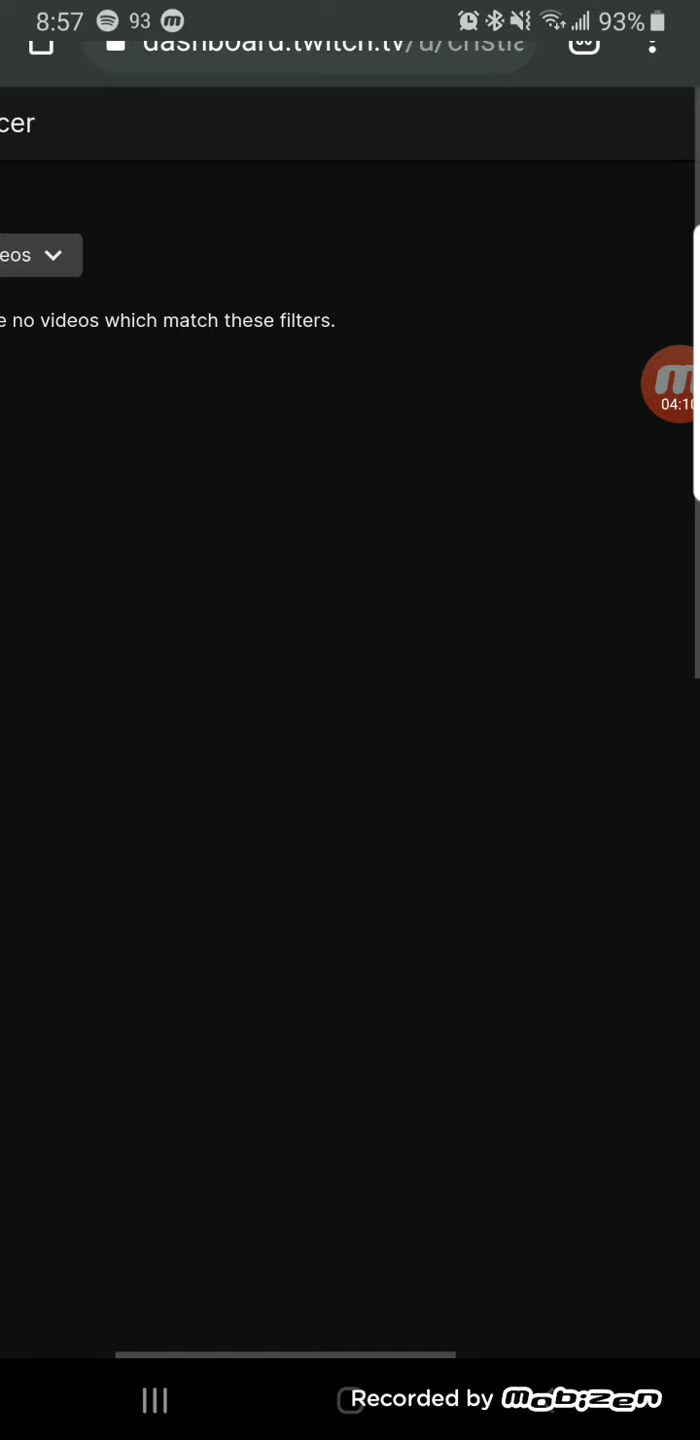 8:57 93 93%
dashboard.twitch.tv/u/cristia
cer
eos
e no videos which match these filters.
m
04:10
Recorded by mobizen